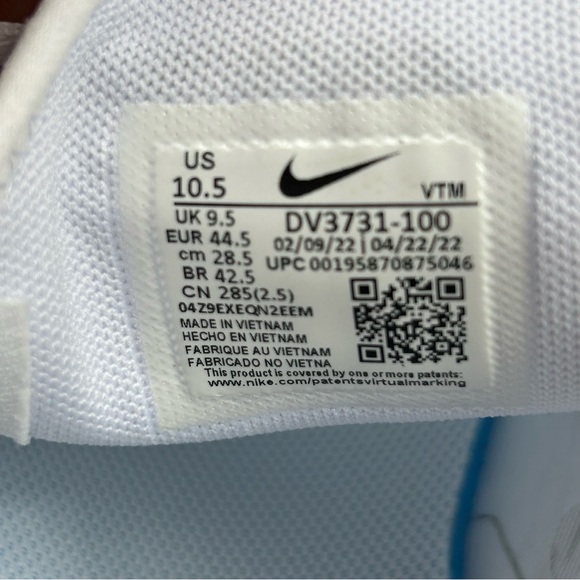 US
10.5
VTM
UK 9.5
EUR 44.5
cm 28.5
BR 42.5
CN 285(2.5)
04Z9EXEQN2EEM
MADE IN VIETNAM
HECHO EN VIETNAM
FABRIQUE AU VIETNAM
FABRICADO NO VIETNA
DV3731-100
02/09/22 | 04/22/22
UPC 00195870875046
This product is covered by one or more patents:
www.nike.com/patentsvirtualmarking